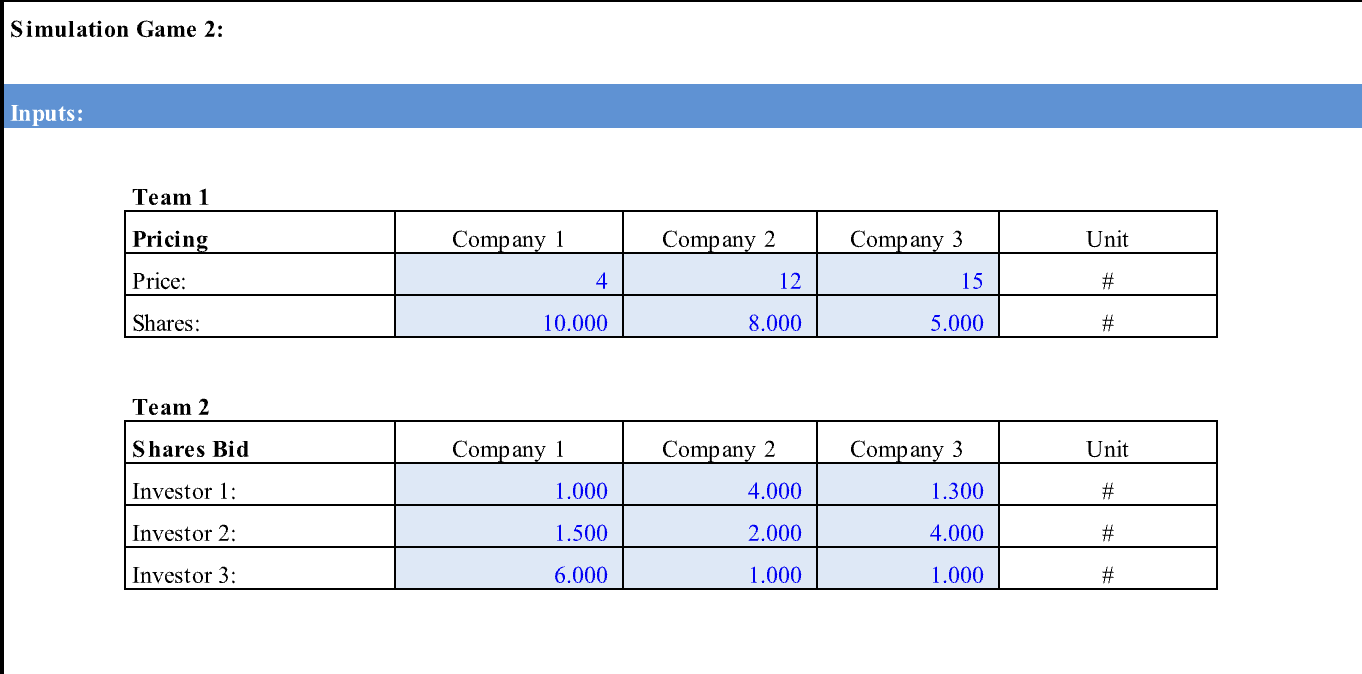 Simulation Game 2:
Inputs:
Team 1
Pricing Company 1 Company 2 Company 3 Unit
Price: 4 12 15 #
Shares: 10.000 8.000 5.000 #
Team 2
Shares Bid Company 1 Company 2 Company 3 Unit
Investor 1: 1.000 4.000 1.300 #
Investor 2: 1.500 2.000 4.000 #
Investor 3: 6.000 1.000 1.000 #